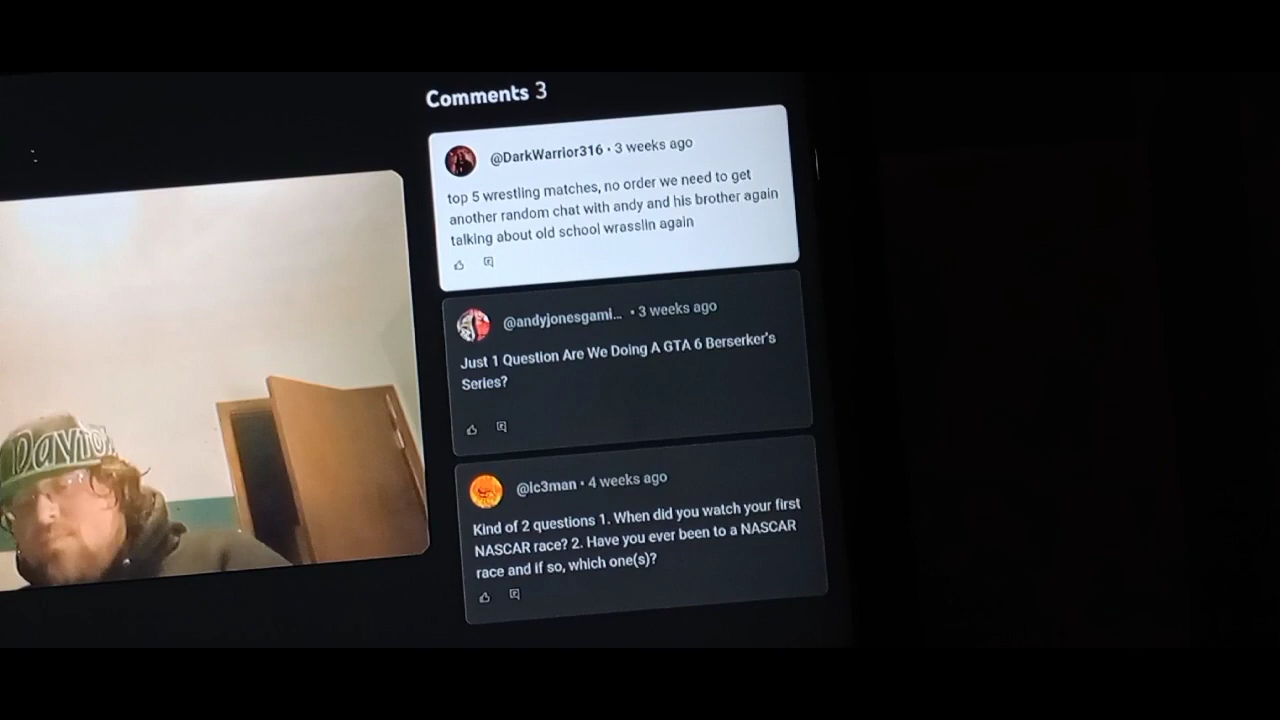 Comments 3
@DarkWarrior316 • 3 weeks ago
top 5 wrestling matches, no order we need to get
another random chat with andy and his brother again
talking about old school wrasslin again
@andyjonesgami... • 3 weeks ago
Just 1 Question Are We Doing A GTA 6 Berserker's
Series?
@ic3man • 4 weeks ago
Kind of 2 questions 1. When did you watch your first
NASCAR race? 2. Have you ever been to a NASCAR
race and if so, which one(s)?